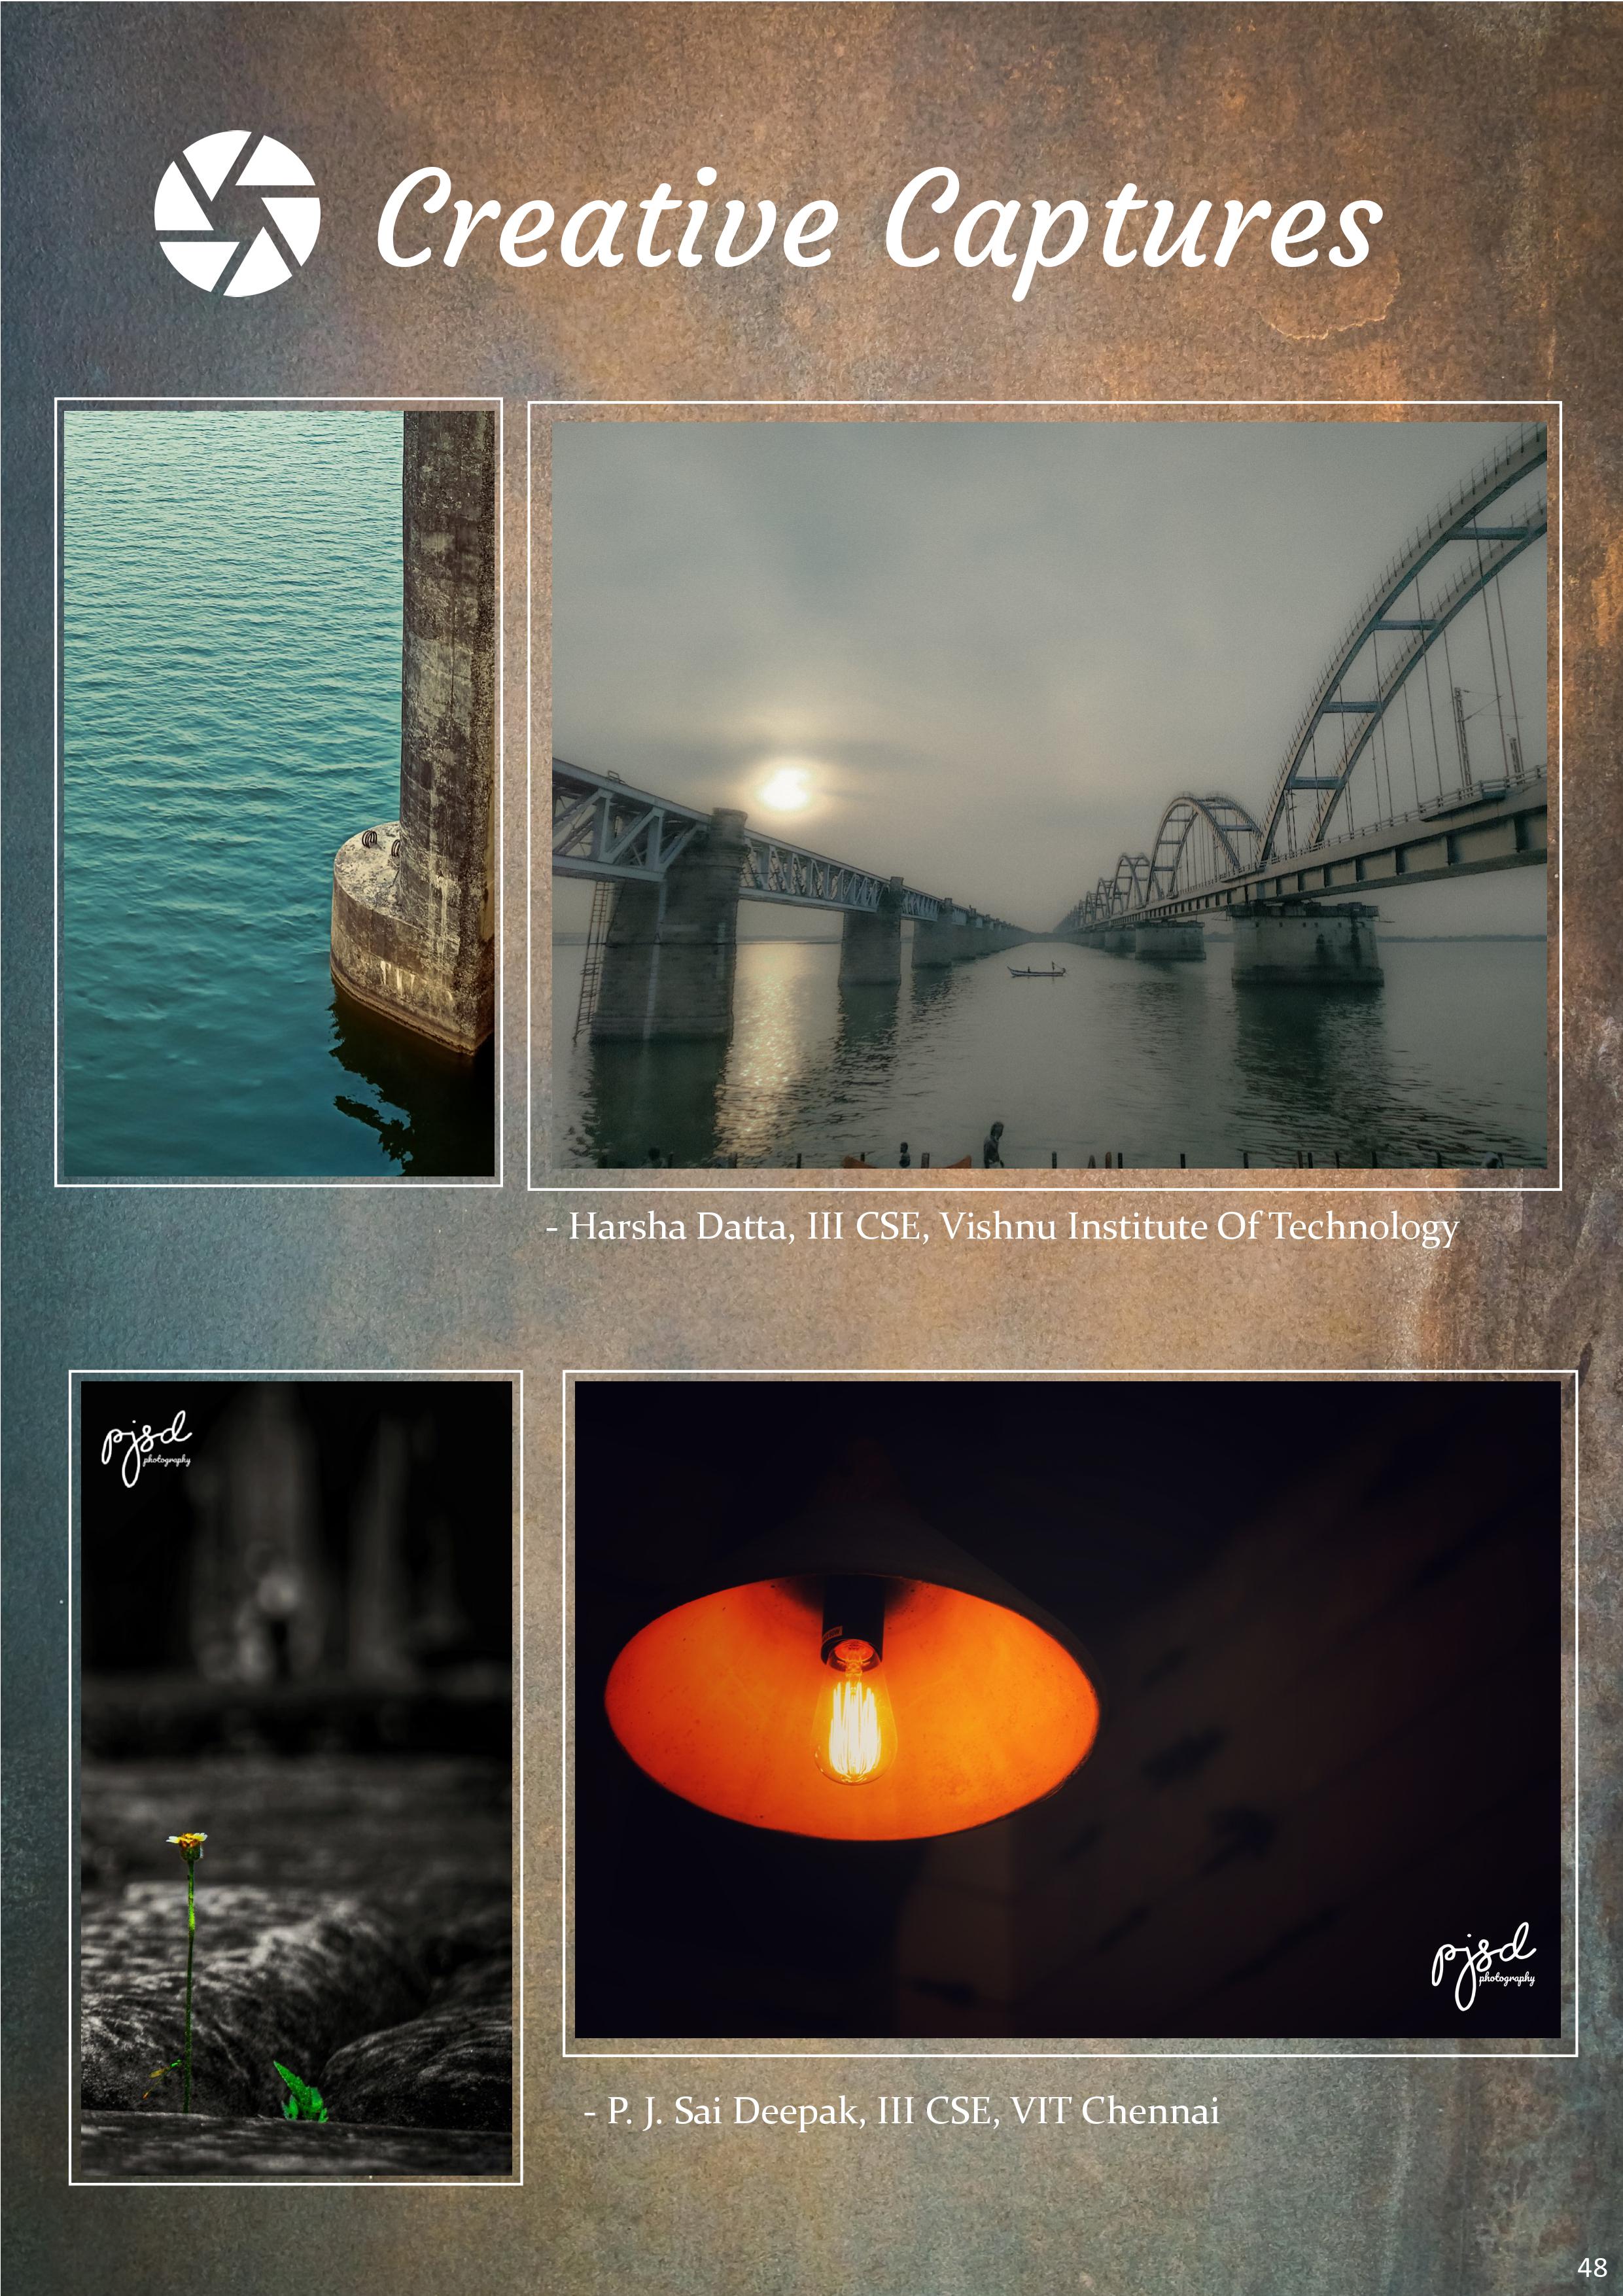 Creative Captures
- Harsha Datta, III CSE, Vishnu Institute Of Technology
pjsd
photography
pjsd
photography
- P. J. Sai Deepak, III CSE, VIT Chennai
48